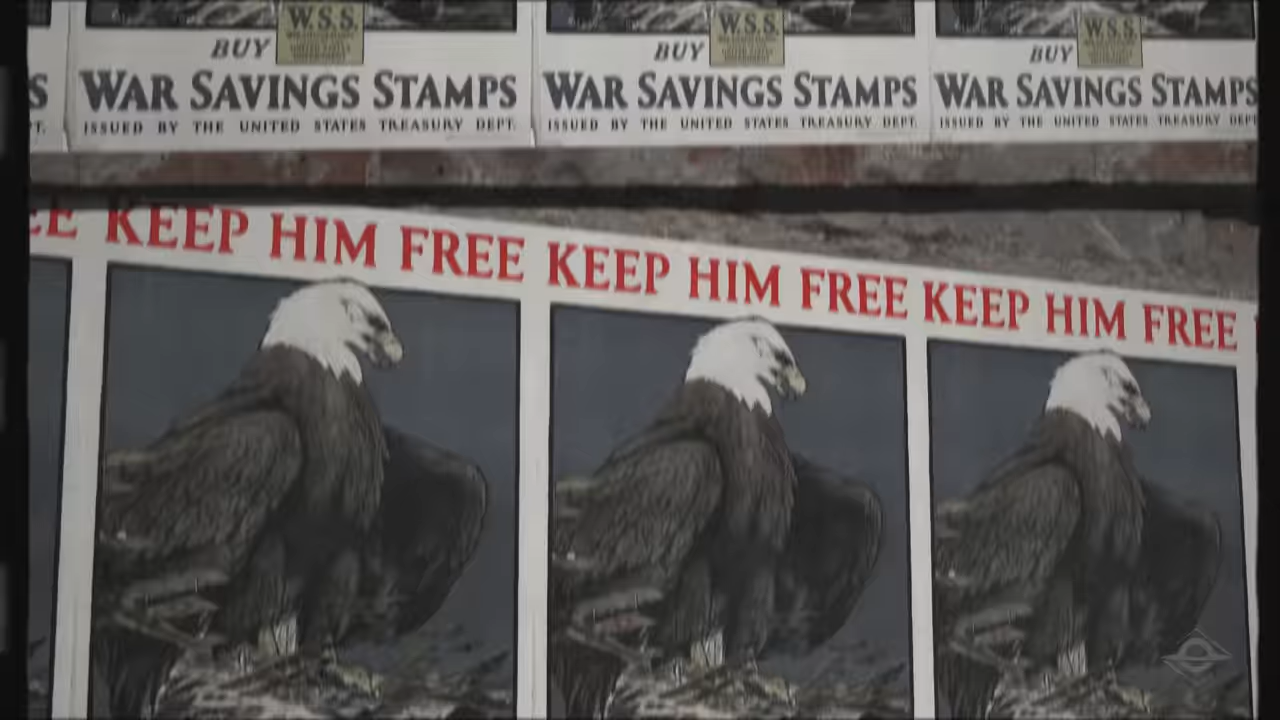 W.S.S. W.S.S. W.S.S.
BUY BUY BUY
S WAR SAVINGS STAMPS WAR SAVINGS STAMPS WAR SAVINGS STAMPS
T. ISSUED BY THE UNITED STATES TREASURY DEPT. ISSUED BY THE UNITED STATES TREASURY DEPT. ISSUED BY THE UNITED STATES TREASURY DEPT
EE KEEP HIM FREE KEEP HIM FREE KEEP HIM FREE